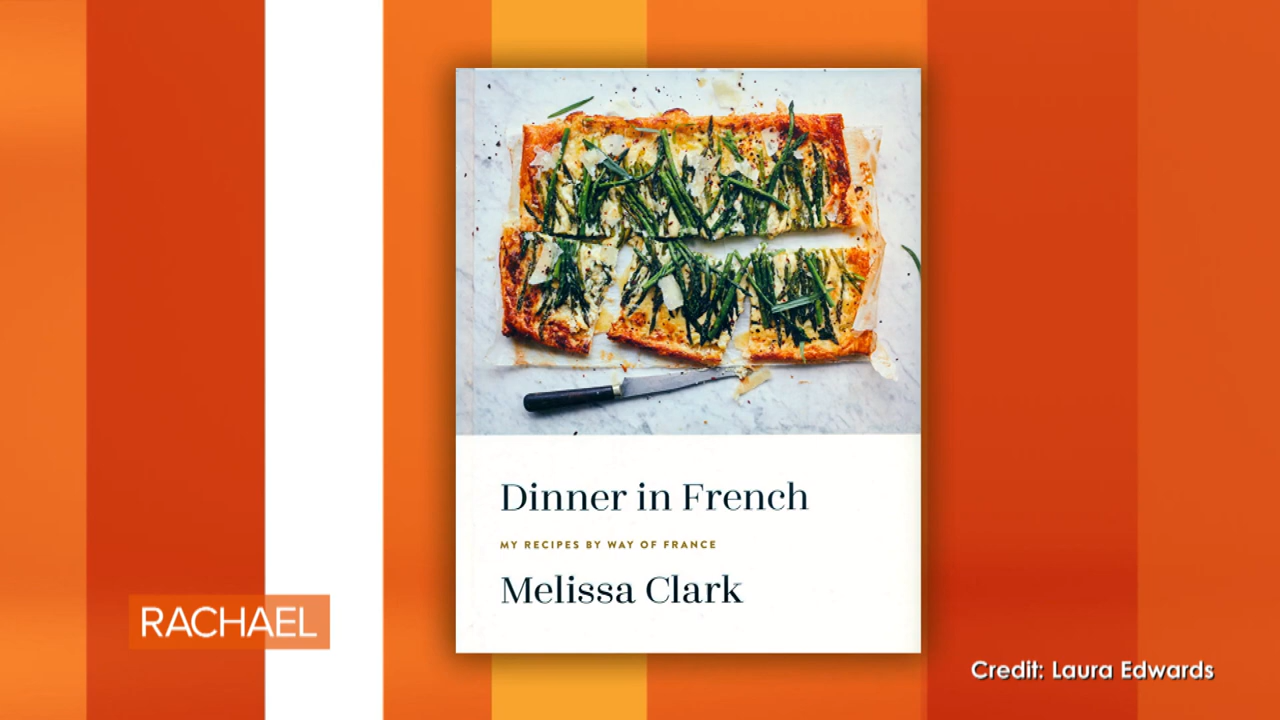 Dinner in French
MY RECIPES BY WAY OF FRANCE
Melissa Clark
RACHAEL
Credit: Laura Edwards